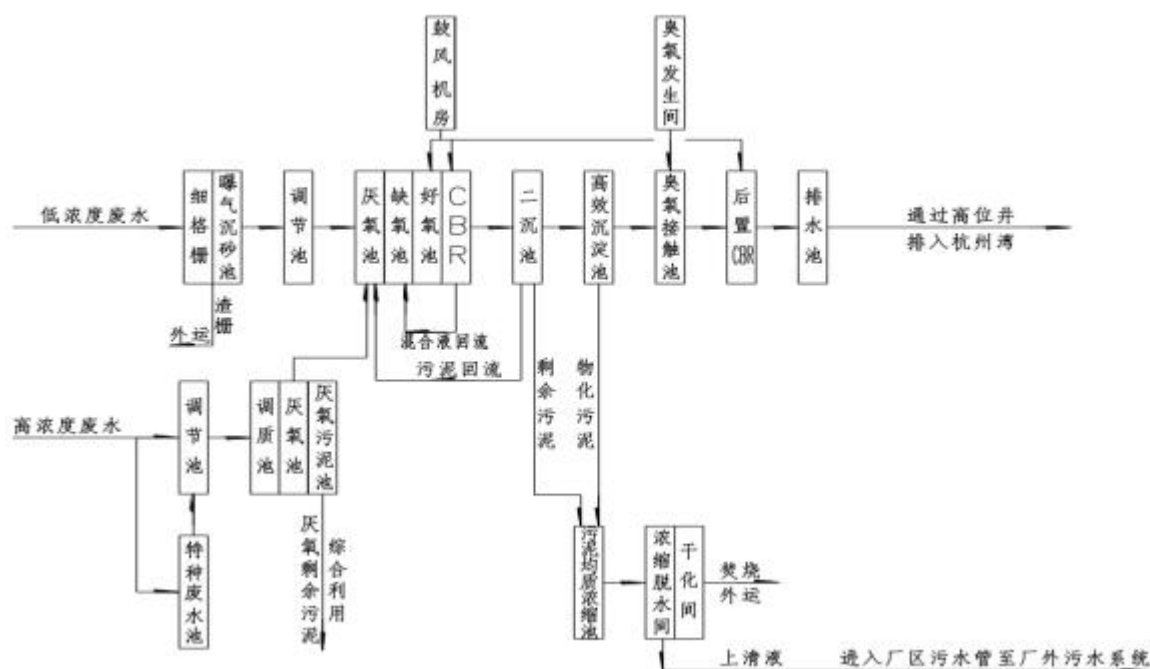 鼓风机房
臭氧发生间
低浓度废水
细格栅
曝气沉砂池
调节池
厌氧池
缺氧池
好氧池
CBR
二沉池
高效沉淀池
臭氧接触池
后置CBR
排水池
通过高位井
排入杭州湾
渣栅
外运
混合液回流
污泥回流
剩余污泥
物化污泥
高浓度废水
调节池
调质池
厌氧池
厌氧污泥池
特种废水池
厌氧剩余污泥
综合利用
污泥均质浓缩池
浓缩脱水间
干化间
焚烧
外运
上清液
进入厂区污水管至厂外污水系统